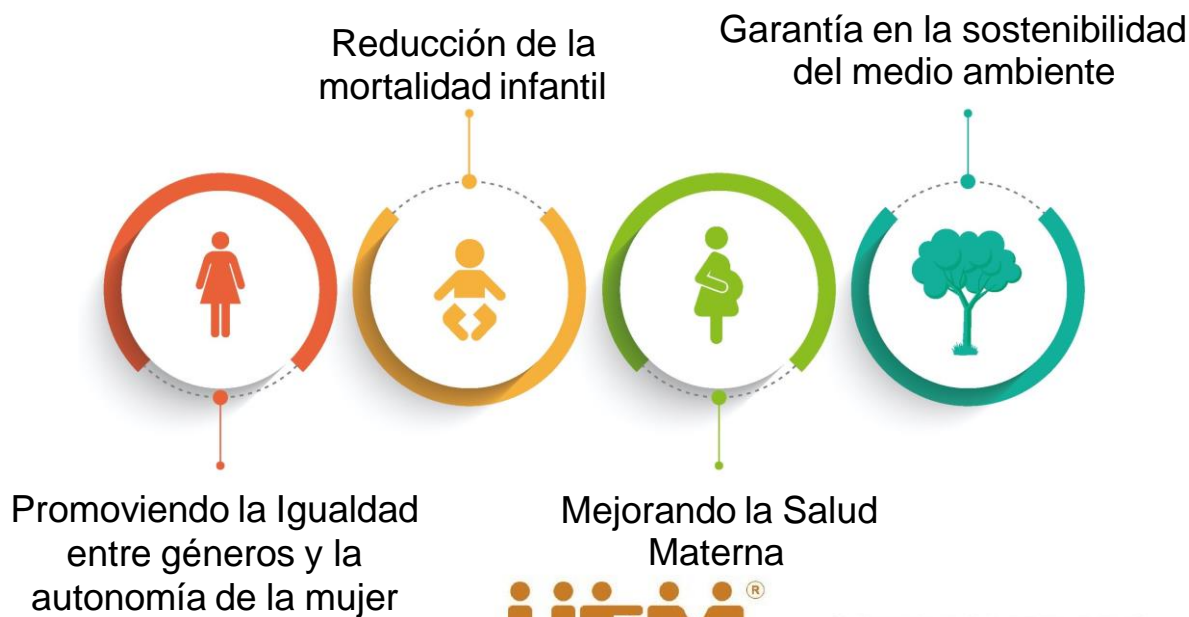 Reducción de la
mortalidad infantil
Garantía en la sostenibilidad
del medio ambiente
Promoviendo la Igualdad
entre géneros y la
autonomía de la mujer
Mejorando la Salud
Materna
®